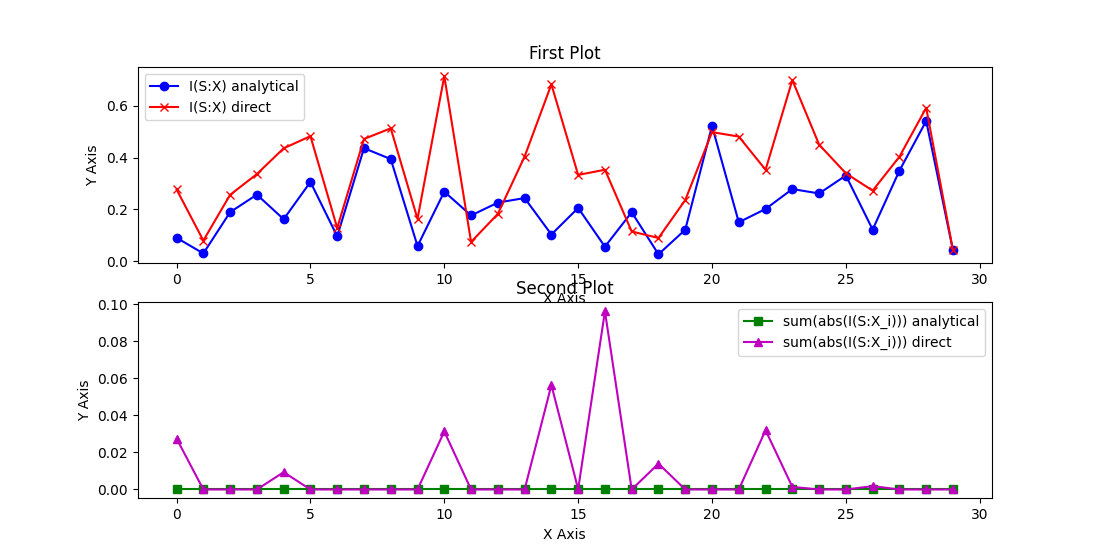 First Plot
I(S:X) analytical
I(S:X) direct
Y Axis
0.6
0.4
0.2
0.0
0 5 10 15 20 25 30
X Axis
Second Plot
sum(abs(I(S:X_i))) analytical
sum(abs(I(S:X_i))) direct
Y Axis
0.10
0.08
0.06
0.04
0.02
0.00
0 5 10 15 20 25 30
X Axis